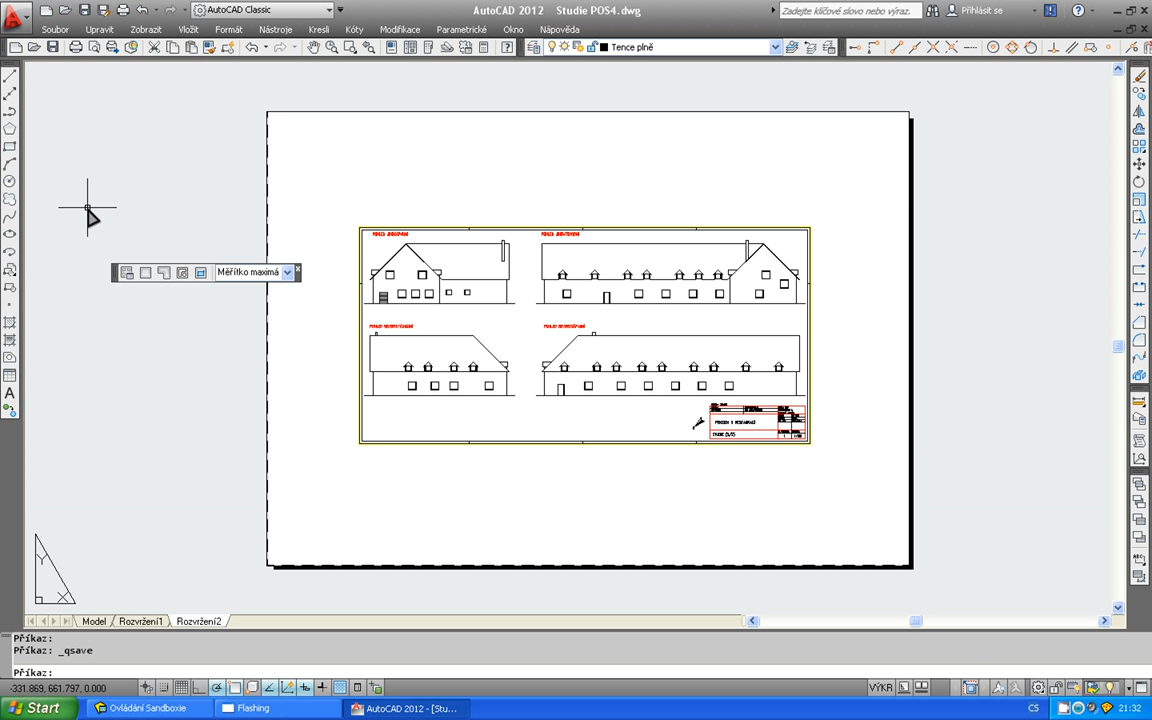 AutoCAD Classic
AutoCAD 2012 Studie POS4.dwg
Zadejte klíčové slovo nebo výraz.
Přihlásit se
Soubor Upravit Zobrazit Vložit Formát Nástroje Kresli Kóty Modifikace Parametrické Okno Nápověda
Tence plně
Měřítko maximá
Y
X
Model Rozvržení1 Rozvržení2
Příkaz:
Příkaz: _qsave
Příkaz:
-331.869, 661.797, 0.000
VÝKR
Start
Ovládání Sandboxie
Flashing
AutoCAD 2012 - [Stu...
CS
21:32